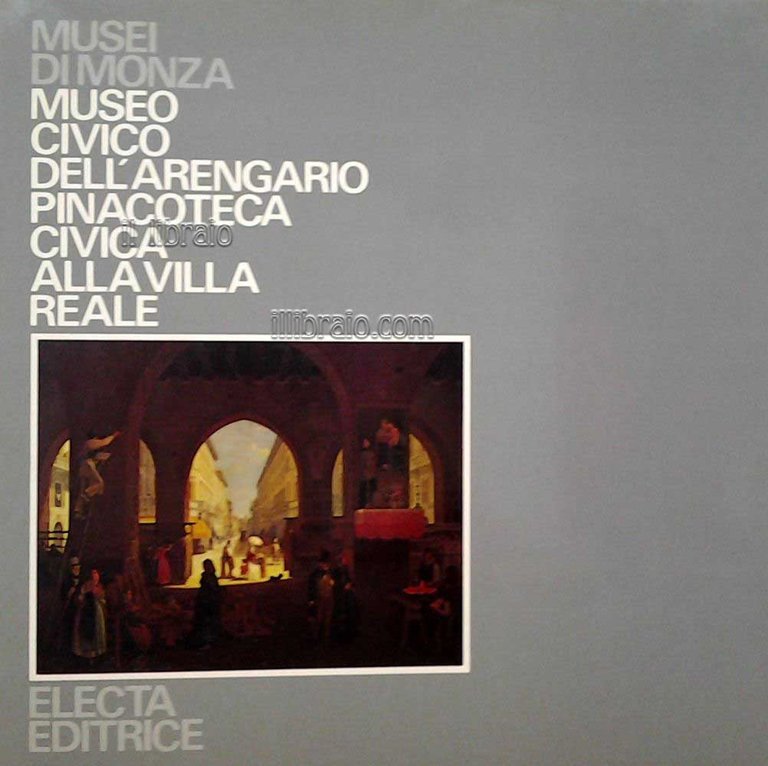 MUSEI
DI MONZA
MUSEO
CIVICO
DELL'ARENGARIO
PINACOTECA
CIVICA
ALLA VILLA
REALE
il libraio
illibraio.com
ELECTA
EDITRICE